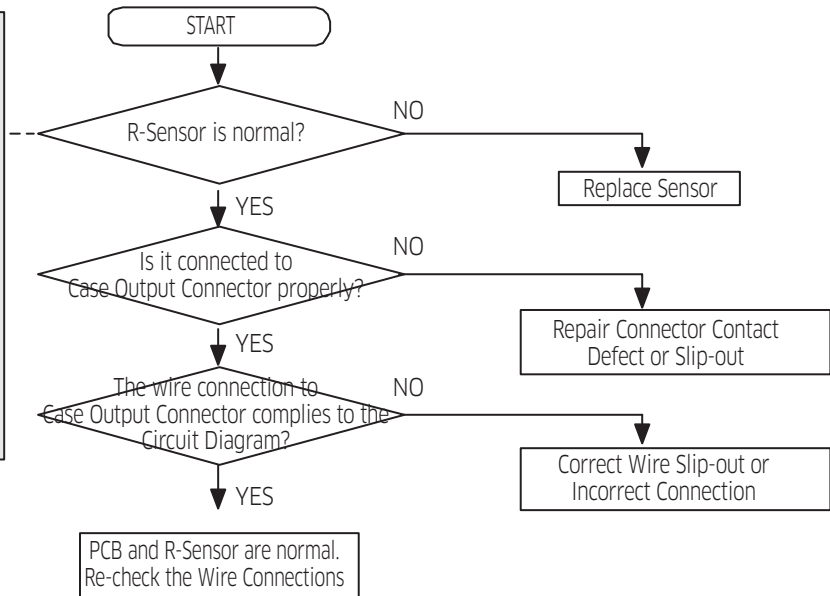 START
R-Sensor is normal?
NO
Replace Sensor
YES
Is it connected to
Case Output Connector properly?
NO
Repair Connector Contact
Defect or Slip-out
YES
The wire connection to
Case Output Connector complies to the
Circuit Diagram?
NO
Correct Wire Slip-out or
Incorrect Connection
YES
PCB and R-Sensor are normal.
Re-check the Wire Connections